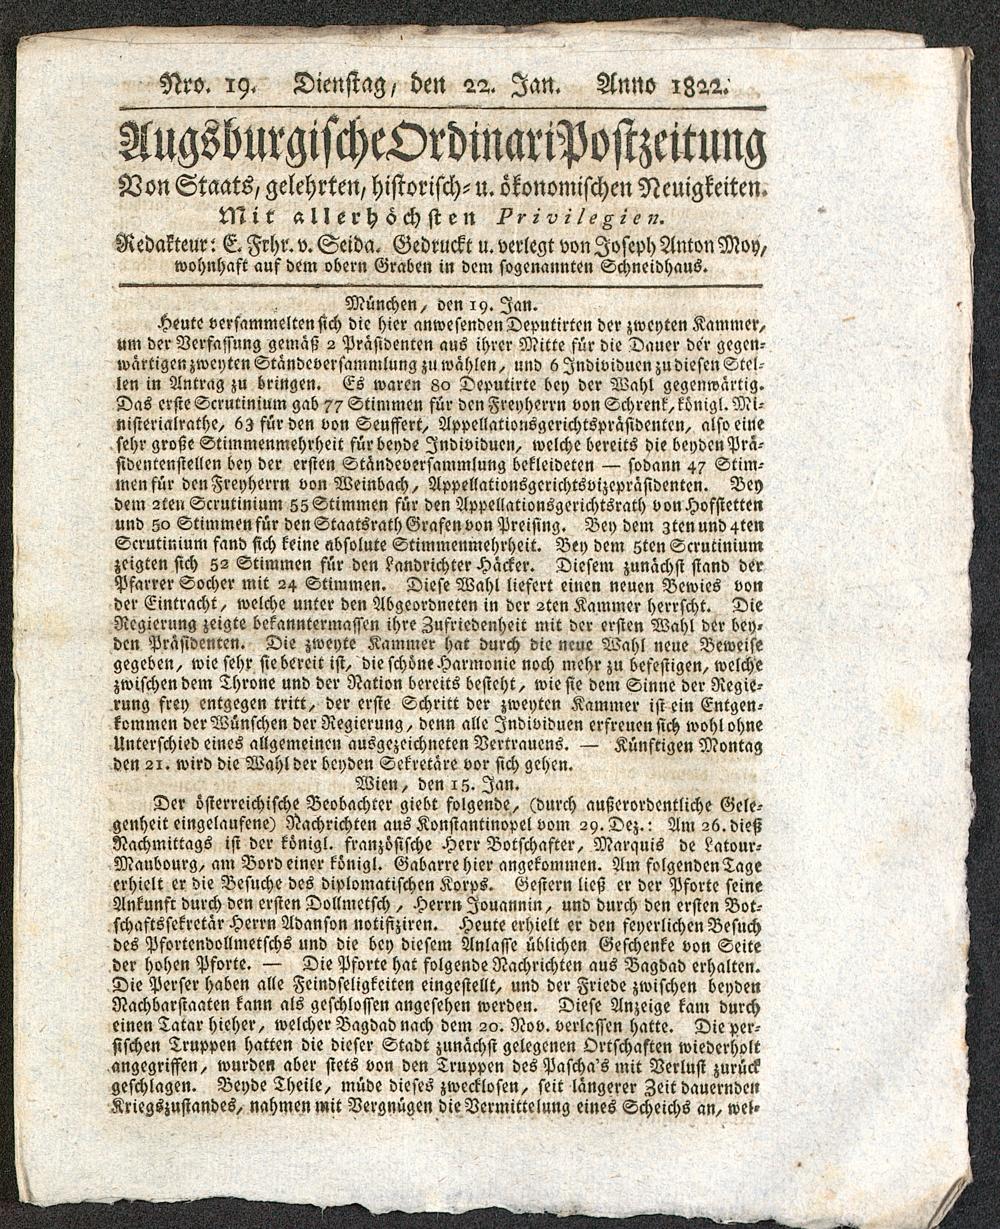 Nro. 19. Dienstag, den 22. Jan. Anno 1822.
Augsburgische Ordinari Postzeitung
Von Staats, gelehrten, historisch- u. ökonomischen Neuigkeiten.
Mit allerhöchsten Privilegien.
Redakteur: E. Frhr. v. Seida. Gedruckt u. verlegt von Joseph Anton Moy,
wohnhaft auf dem obern Graben in dem sogenannten Schneidhaus.
München, den 19. Jan.
Heute versammelten sich die hier anwesenden Deputirten der zweyten Kammer,
um der Verfassung gemäß 2 Präsidenten aus ihrer Mitte für die Dauer der gegen-
wärtigen zweyten Ständeversammlung zu wählen, und 6 Individuen zu diesen Stel-
len in Antrag zu bringen. Es waren 80 Deputirte bey der Wahl gegenwärtig.
Das erste Scrutinium gab 77 Stimmen für den Freyherrn von Schrenk, königl. Mi-
nisterialrathe, 63 für den von Seuffert, Appellationsgerichtspräsidenten, also eine
sehr große Stimmenmehrheit für beyde Individuen, welche bereits die beyden Prä-
sidentenstellen bey der ersten Ständeversammlung bekleideten — sodann 47 Stim-
men für den Freyherrn von Weinbach, Appellationsgerichtsvizepräsidenten. Bey
dem 2ten Scrutinium 55 Stimmen für den Appellationsgerichtsrath von Hofstetten
und 50 Stimmen für den Staatsrath Grafen von Preising. Bey dem 3ten und 4ten
Scrutinium fand sich keine absolute Stimmenmehrheit. Bey dem 5ten Scrutinium
zeigten sich 52 Stimmen für den Landrichter Häcker. Diesem zunächst stand der
Pfarrer Socher mit 24 Stimmen. Diese Wahl liefert einen neuen Bewies von
der Eintracht, welche unter den Abgeordneten in der 2ten Kammer herrscht. Die
Regierung zeigte bekanntermassen ihre Zufriedenheit mit der ersten Wahl der bey-
den Präsidenten. Die zweyte Kammer hat durch die neue Wahl neue Beweise
gegeben, wie sehr sie bereit ist, die schöne Harmonie noch mehr zu befestigen, welche
zwischen dem Throne und der Nation bereits besteht, wie sie dem Sinne der Regie-
rung frey entgegen tritt, der erste Schritt der zweyten Kammer ist ein Entgen-
kommen der Wünschen der Regierung, denn alle Individuen erfreuen sich wohl ohne
Unterschied eines allgemeinen ausgezeichneten Vertrauens. — Künftigen Montag
den 21. wird die Wahl der beyden Sekretäre vor sich gehen.
Wien, den 15. Jan.
Der österreichische Beobachter giebt folgende, (durch außerordentliche Gele-
genheit eingelaufene) Nachrichten aus Konstantinopel vom 29. Dez.: Am 26. dieß
Nachmittags ist der königl. französische Herr Botschafter, Marquis de Latour-
Maubourg, am Bord einer königl. Gabarre hier angekommen. Am folgenden Tage
erhielt er die Besuche des diplomatischen Korps. Gestern ließ er der Pforte seine
Ankunft durch den ersten Dollmetsch, Herrn Jouannin, und durch den ersten Bot-
schaftssekretär Herrn Adanson notifiziren. Heute erhielt er den feyerlichen Besuch
des Pfortendollmetschs und die bey diesem Anlasse üblichen Geschenke von Seite
der hohen Pforte. — Die Pforte hat folgende Nachrichten aus Bagdad erhalten.
Die Perser haben alle Feindseligkeiten eingestellt, und der Friede zwischen beyden
Nachbarstaaten kann als geschlossen angesehen werden. Diese Anzeige kam durch
einen Tatar hieher, welcher Bagdad nach dem 20. Nov. verlassen hatte. Die per-
sischen Truppen hatten die dieser Stadt zunächst gelegenen Ortschaften wiederholt
angegriffen, wurden aber stets von den Truppen des Pascha's mit Verlust zurück
geschlagen. Beyde Theile, müde dieses zwecklosen, seit längerer Zeit dauernden
Kriegszustandes, nahmen mit Vergnügen die Vermittelung eines Scheichs an, wel-